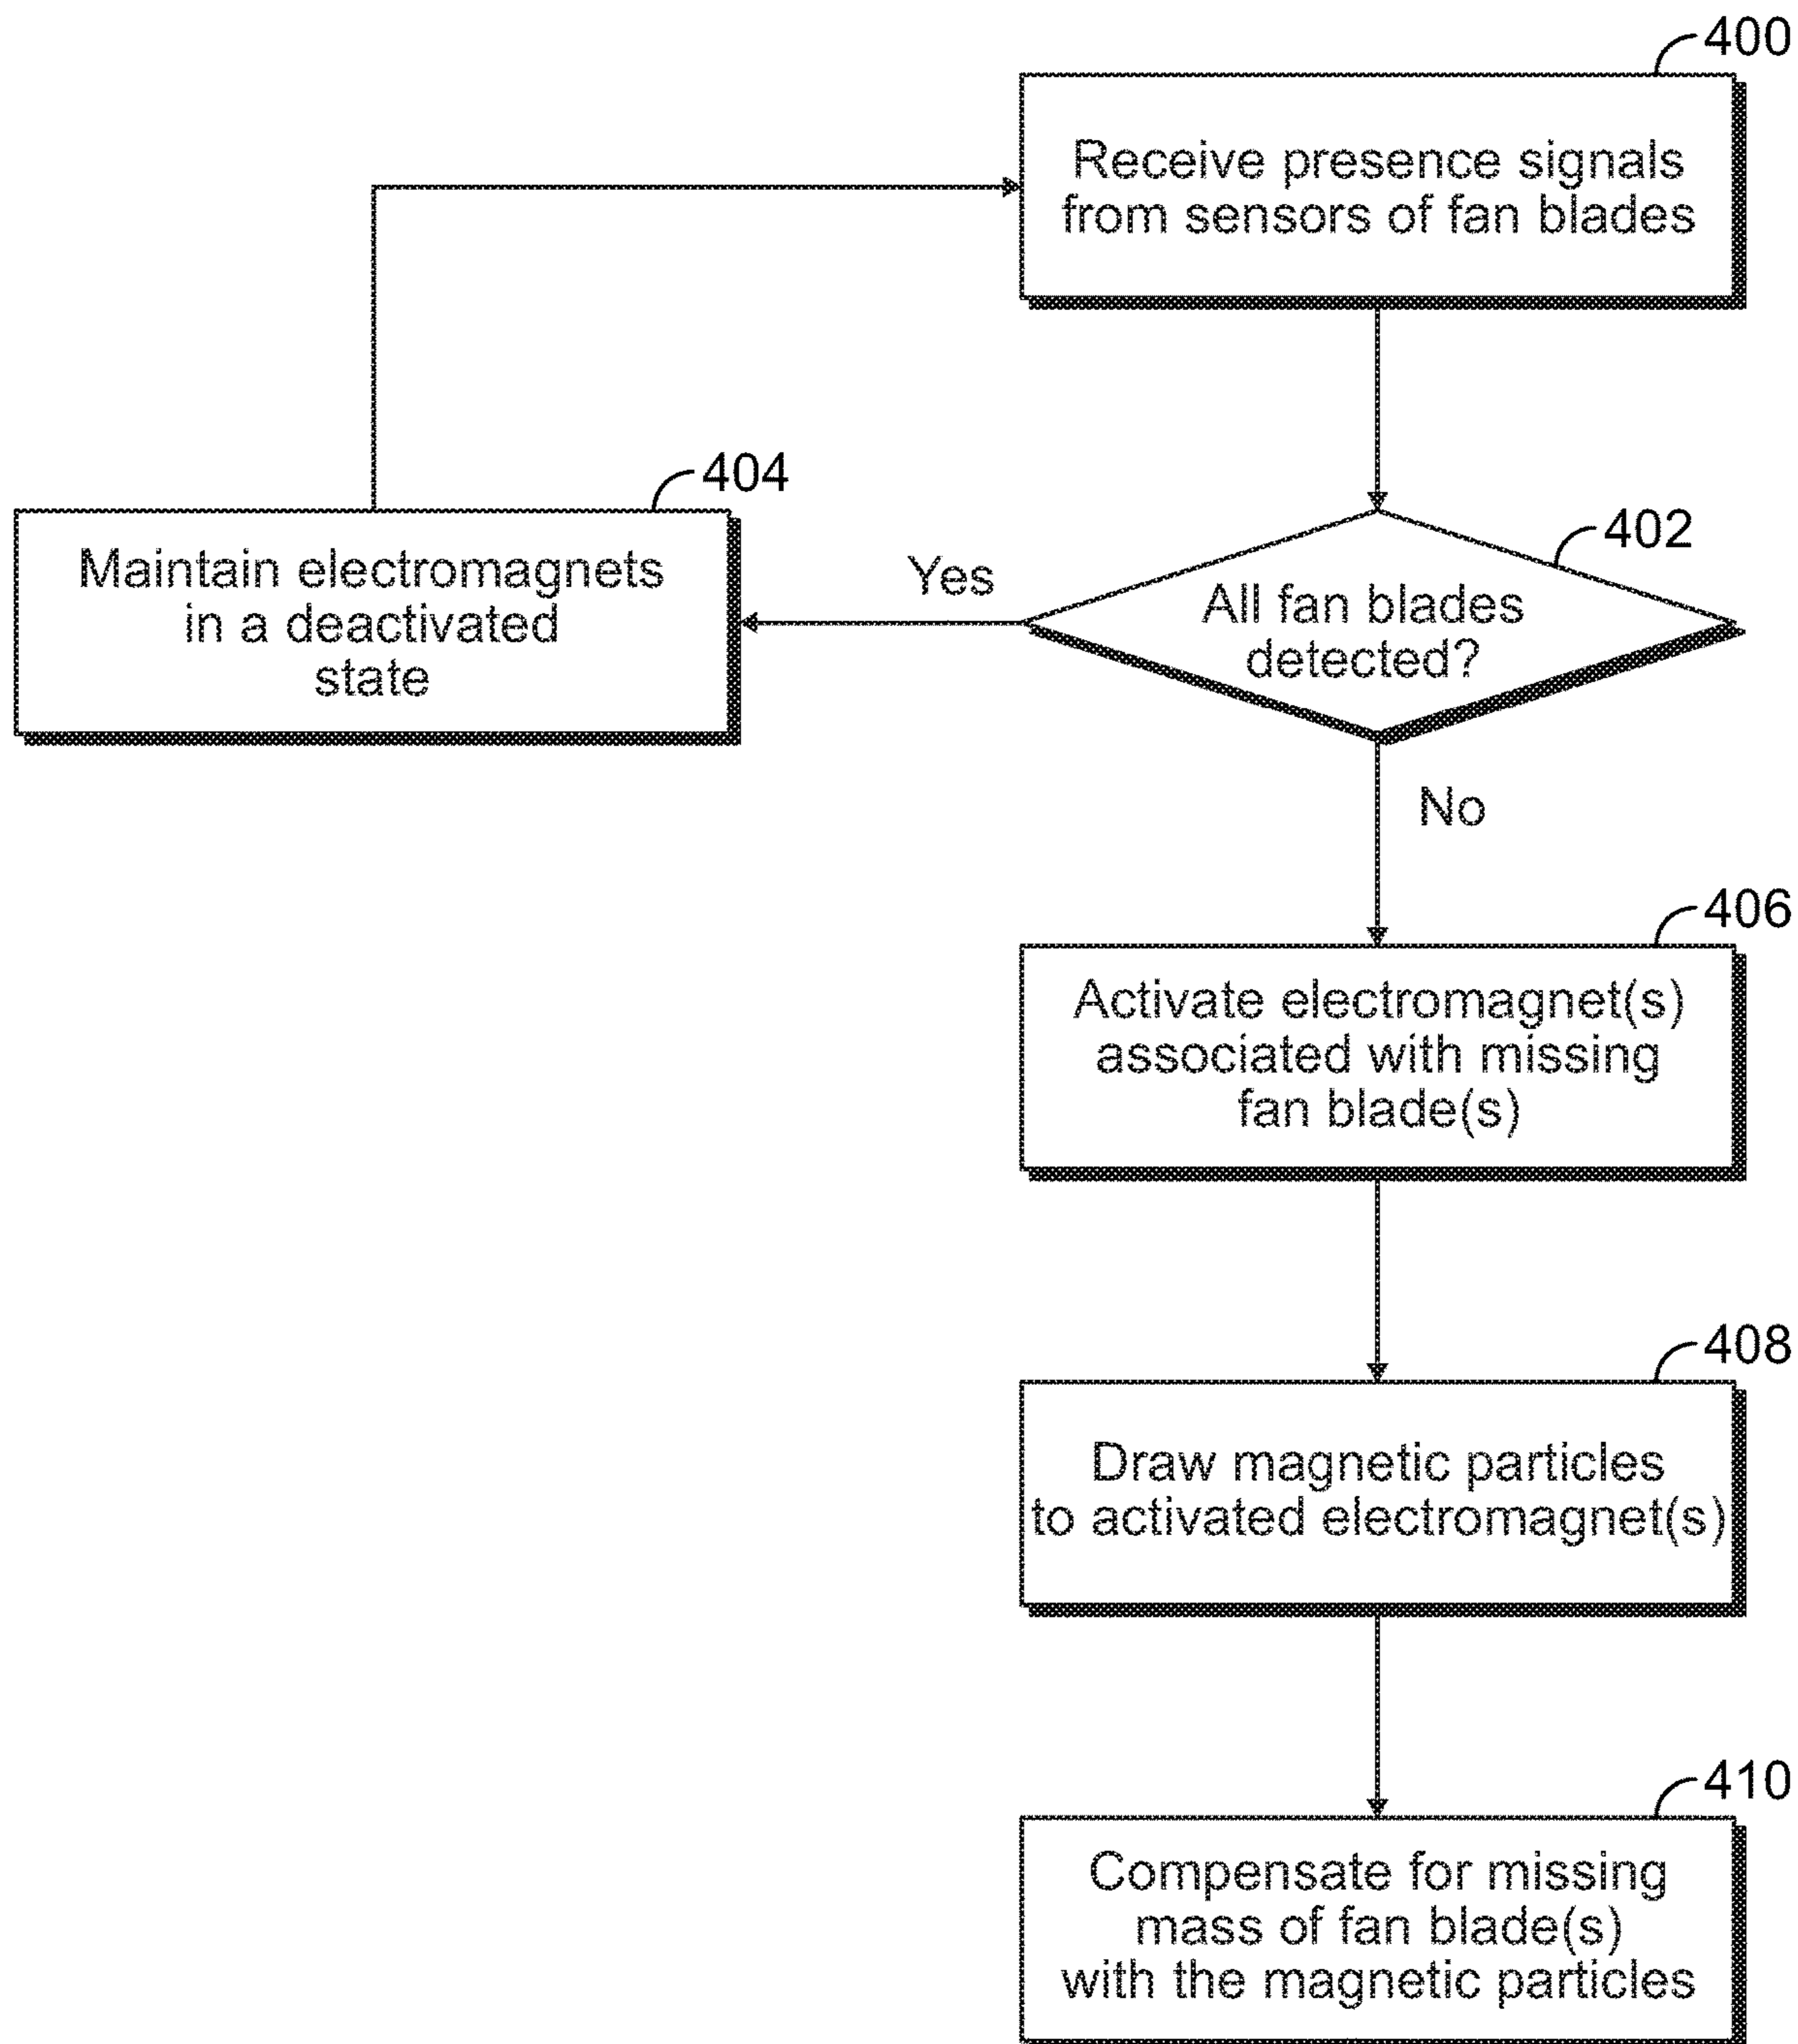 400
Receive presence signals
from sensors of fan blades
404
Maintain electromagnets
in a deactivated
state
Yes
402
All fan blades
detected?
No
406
Activate electromagnet(s)
associated with missing
fan blade(s)
408
Draw magnetic particles
to activated electromagnet(s)
410
Compensate for missing
mass of fan blade(s)
with the magnetic particles